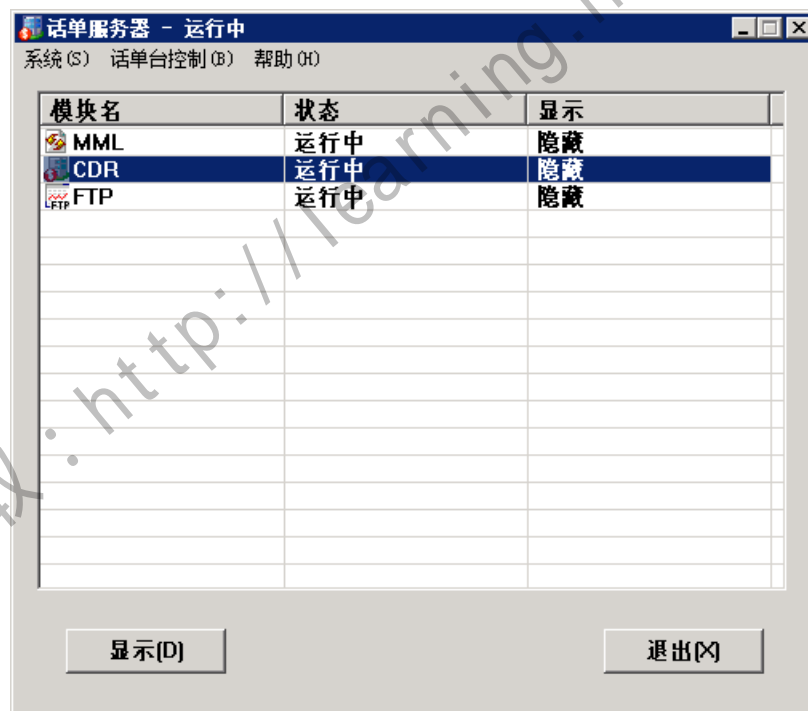 话单服务器 - 运行中
系统(S) 话单台控制(B) 帮助(H)
模块名 状态 显示
MML 运行中 隐藏
CDR 运行中 隐藏
FTP 运行中 隐藏
显示(D) 退出(X)
:http://learning.